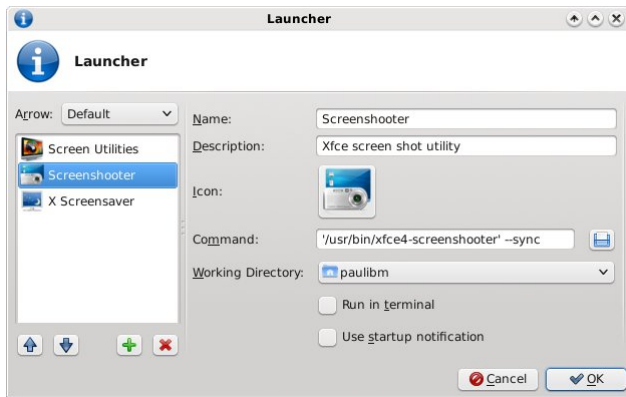 Launcher
Launcher
Arrow: Default
Screen Utilities
Screenshooter
X Screensaver
Name: Screenshooter
Description: Xfce screen shot utility
Icon:
Command: '/usr/bin/xfce4-screenshooter' --sync
Working Directory: paulibm
Run in terminal
Use startup notification
Cancel OK